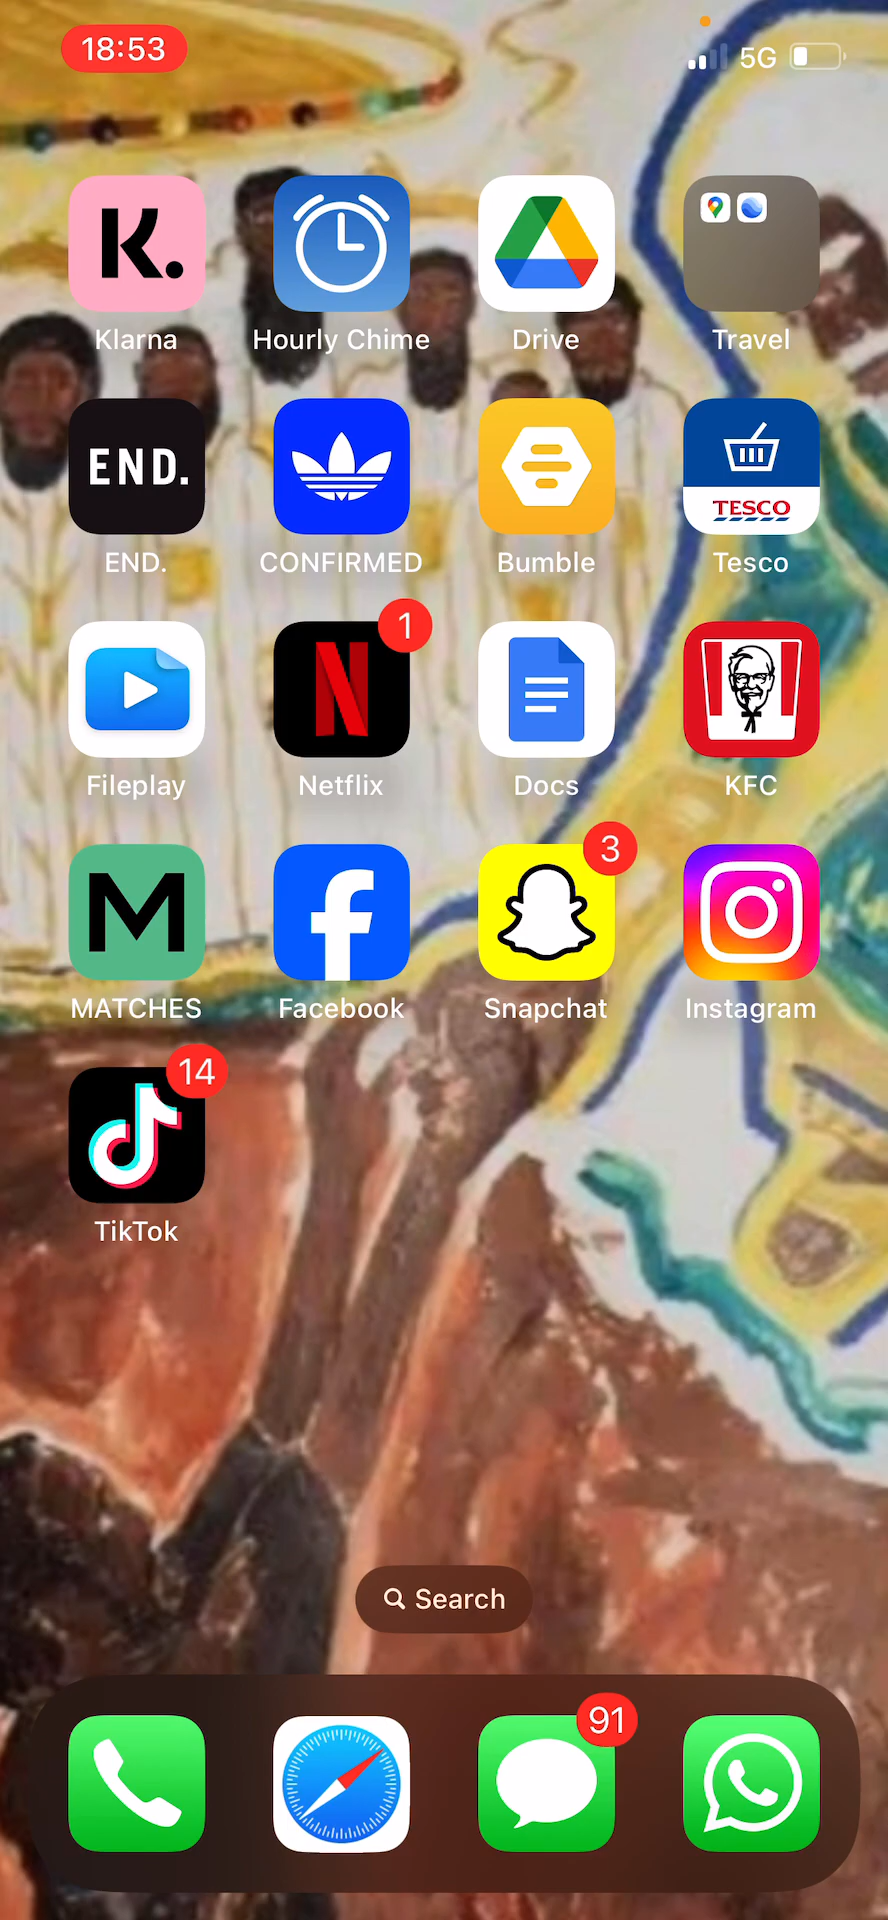 18:53 5G
K.
Klarna Hourly Chime Drive Travel
END. TESCO
END. CONFIRMED Bumble Tesco
1
Fileplay Netflix Docs KFC
3
M
MATCHES Facebook Snapchat Instagram
14
TikTok
Search
91